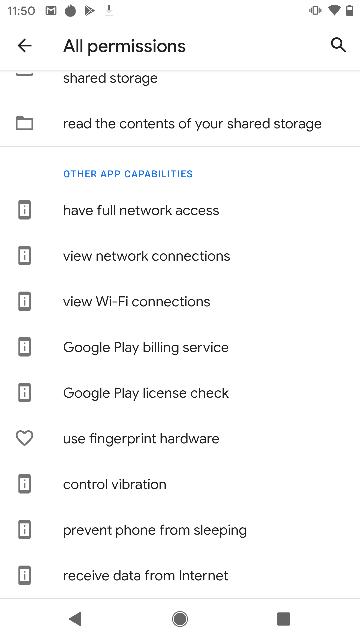 11:50
All permissions
shared storage
read the contents of your shared storage
OTHER APP CAPABILITIES
have full network access
view network connections
view Wi-Fi connections
Google Play billing service
Google Play license check
use fingerprint hardware
control vibration
prevent phone from sleeping
receive data from Internet